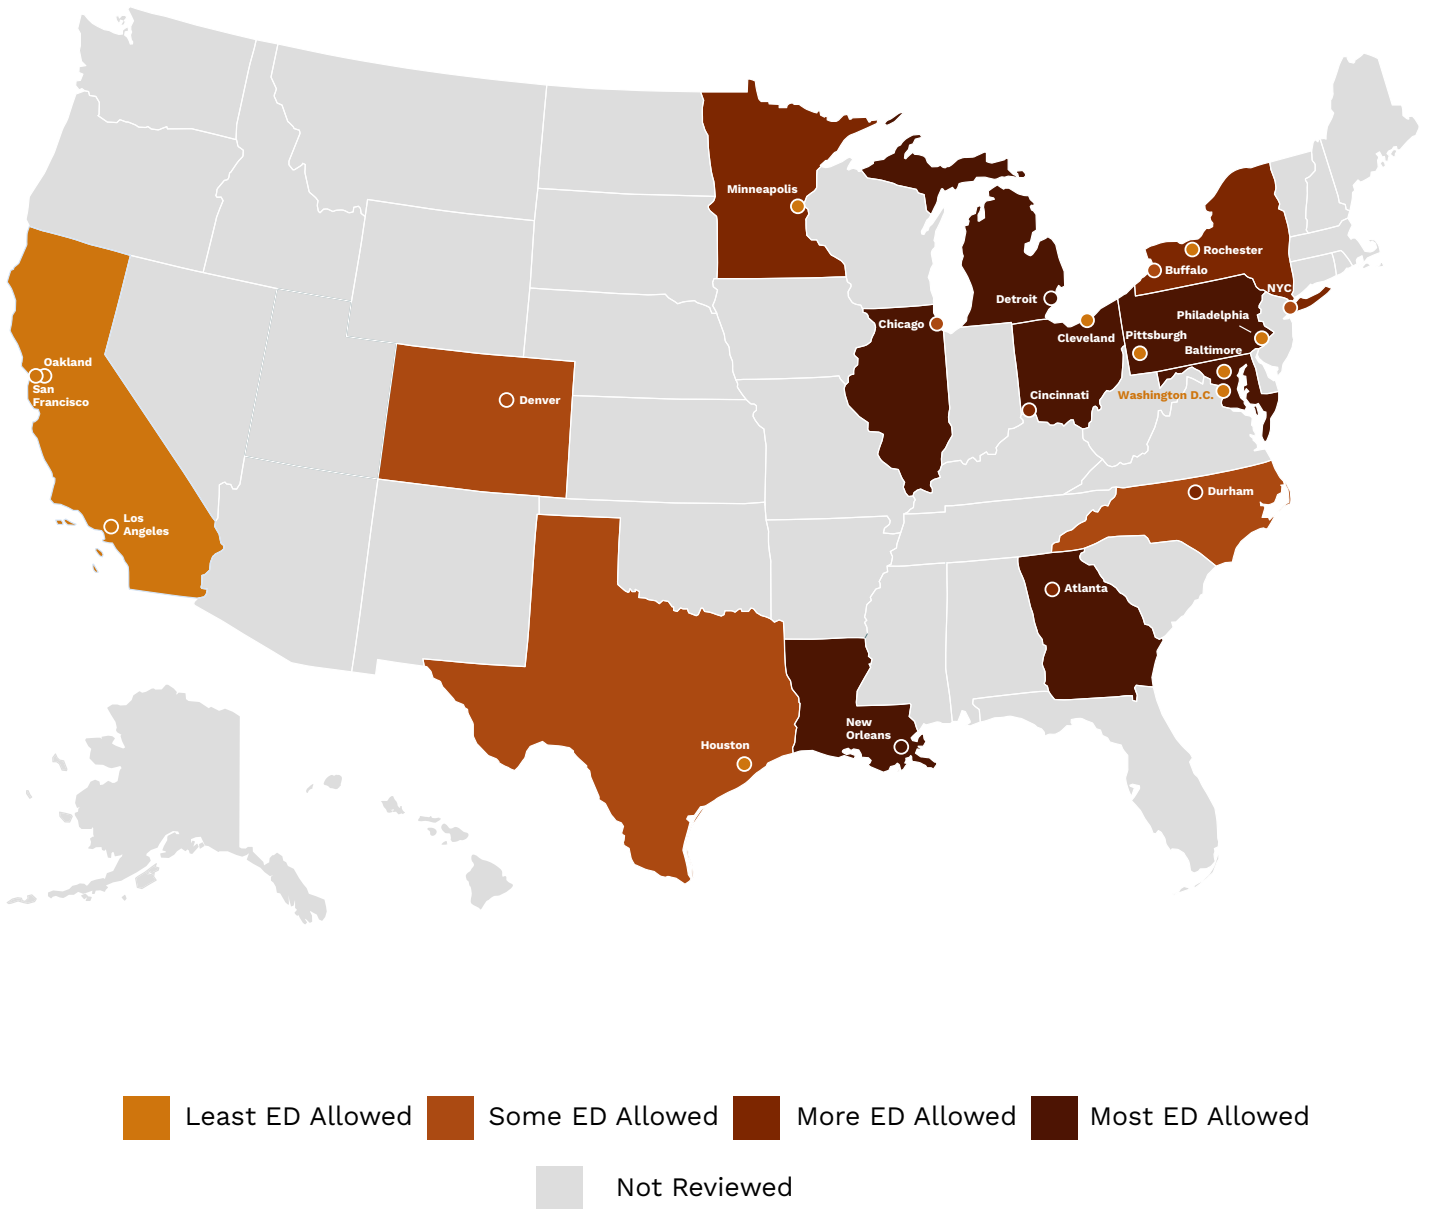 Minneapolis
Rochester
Buffalo
NYC
Detroit
Philadelphia
Chicago
Cleveland
Pittsburgh
Baltimore
Oakland
San
Francisco
Denver
Cincinnati
Washington D.C.
Durham
Los
Angeles
Atlanta
New
Orleans
Houston
Least ED Allowed
Some ED Allowed
More ED Allowed
Most ED Allowed
Not Reviewed